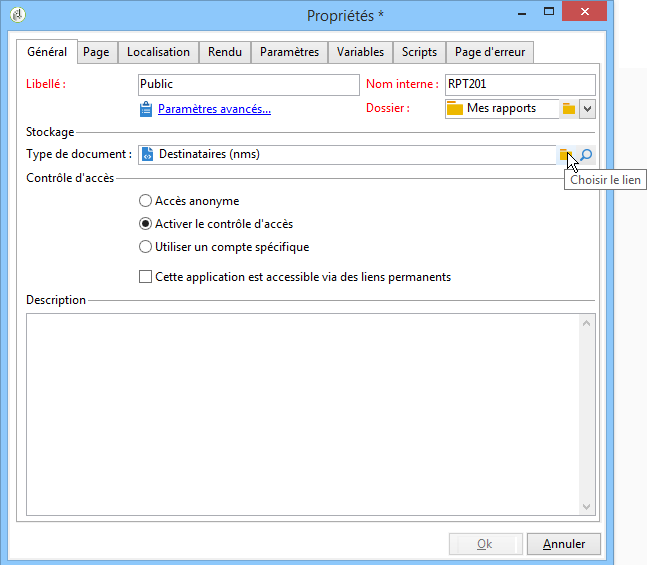 Propriétés *
Général Page Localisation Rendu Paramètres Variables Scripts Page d'erreur
Libellé : Public Nom interne : RPT201
Paramètres avancés... Dossier : Mes rapports
Stockage
Type de document : Destinataires (nms)
Choisir le lien
Contrôle d'accès
Accès anonyme
Activer le contrôle d'accès
Utiliser un compte spécifique
Cette application est accessible via des liens permanents
Description
Ok Annuler